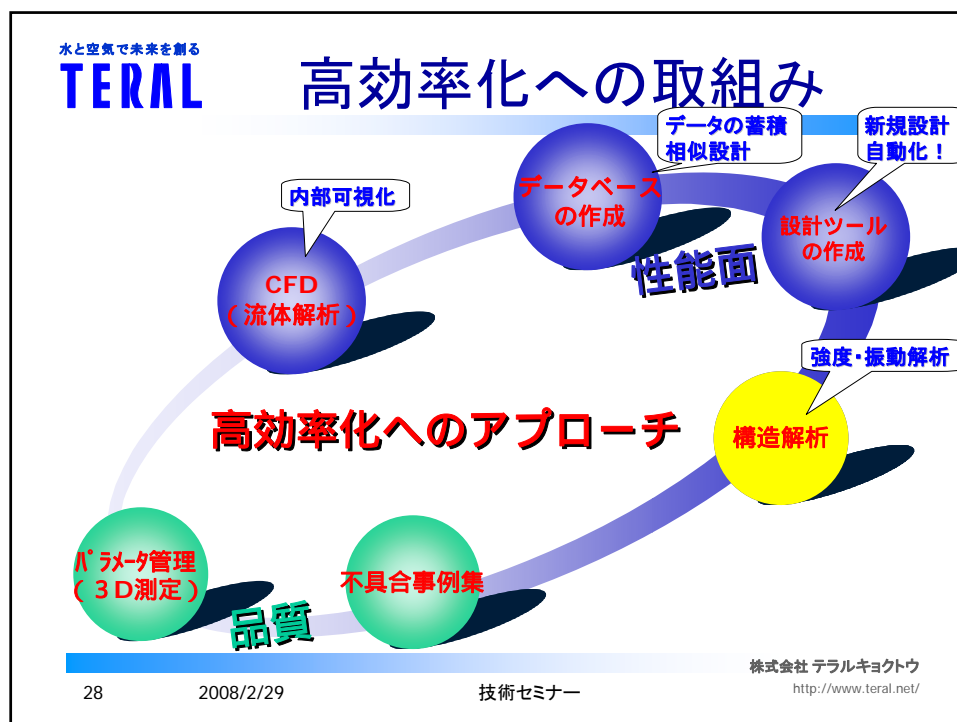 水と空気で未来を創る
TERAL
高効率化への取組み
データの蓄積
相似設計
新規設計
自動化！
内部可視化
データベース
の作成
設計ツール
の作成
性能面
CFD
(流体解析)
強度・振動解析
高効率化へのアプローチ
構造解析
ﾊﾟﾗﾒｰﾀ管理
(３Ｄ測定)
不具合事例集
品質
株式会社 テラルキョクトウ
28
2008/2/29
技術セミナー
http://www.teral.net/